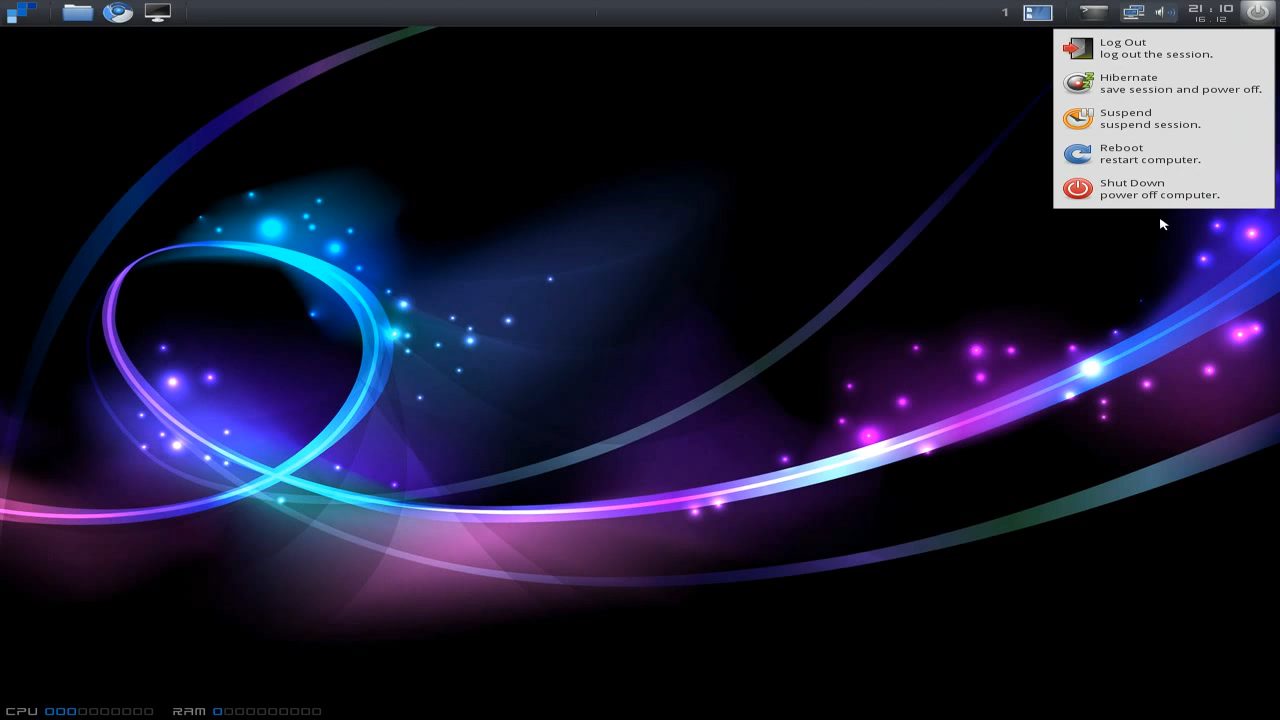 1
21 : 10
16 . 12
Log Out
log out the session.
Hibernate
save session and power off.
Suspend
suspend session.
Reboot
restart computer.
Shut Down
power off computer.
CPU RAM